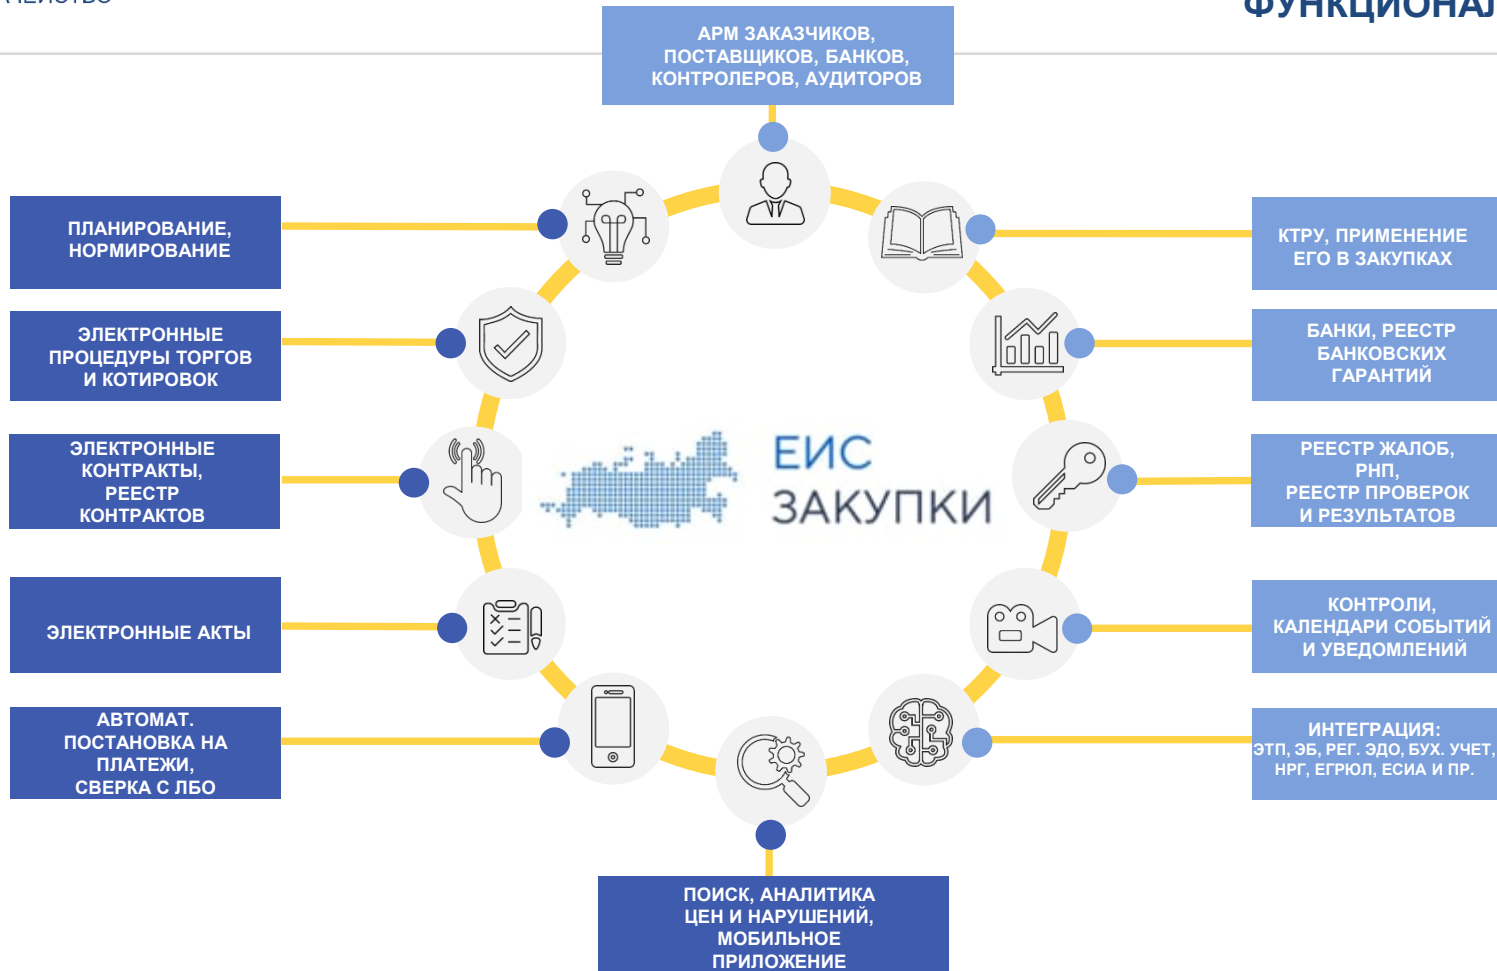 ФУНКЦИОНАЛ
АРМ ЗАКАЗЧИКОВ,
ПОСТАВЩИКОВ, БАНКОВ,
КОНТРОЛЕРОВ, АУДИТОРОВ
ПЛАНИРОВАНИЕ,
НОРМИРОВАНИЕ
КТРУ, ПРИМЕНЕНИЕ
ЕГО В ЗАКУПКАХ
ЭЛЕКТРОННЫЕ
ПРОЦЕДУРЫ ТОРГОВ
И КОТИРОВОК
БАНКИ, РЕЕСТР
БАНКОВСКИХ
ГАРАНТИЙ
ЭЛЕКТРОННЫЕ
КОНТРАКТЫ,
РЕЕСТР
КОНТРАКТОВ
ЕИС
ЗАКУПКИ
РЕЕСТР ЖАЛОБ,
РНП,
РЕЕСТР ПРОВЕРОК
И РЕЗУЛЬТАТОВ
ЭЛЕКТРОННЫЕ АКТЫ
КОНТРОЛИ,
КАЛЕНДАРИ СОБЫТИЙ
И УВЕДОМЛЕНИЙ
АВТОМАТ.
ПОСТАНОВКА НА
ПЛАТЕЖИ,
СВЕРКА С ЛБО
ИНТЕГРАЦИЯ:
ЭТП, ЭБ, РЕГ. ЭДО, БУХ. УЧЕТ,
НРГ, ЕГРЮЛ, ЕСИА И ПР.
ПОИСК, АНАЛИТИКА
ЦЕН И НАРУШЕНИЙ,
МОБИЛЬНОЕ
ПРИЛОЖЕНИЕ